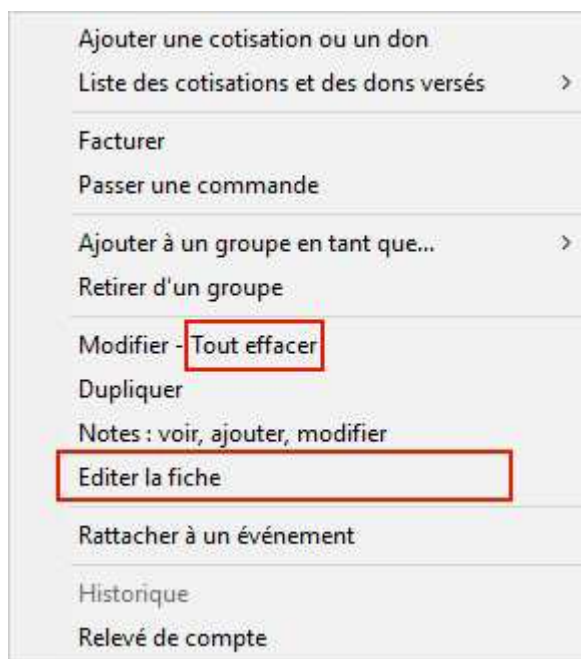 Ajouter une cotisation ou un don
Liste des cotisations et des dons versés
Facturer
Passer une commande
Ajouter à un groupe en tant que...
Retirer d'un groupe
Modifier - Tout effacer
Dupliquer
Notes : voir, ajouter, modifier
Editer la fiche
Rattacher à un événement
Historique
Relevé de compte